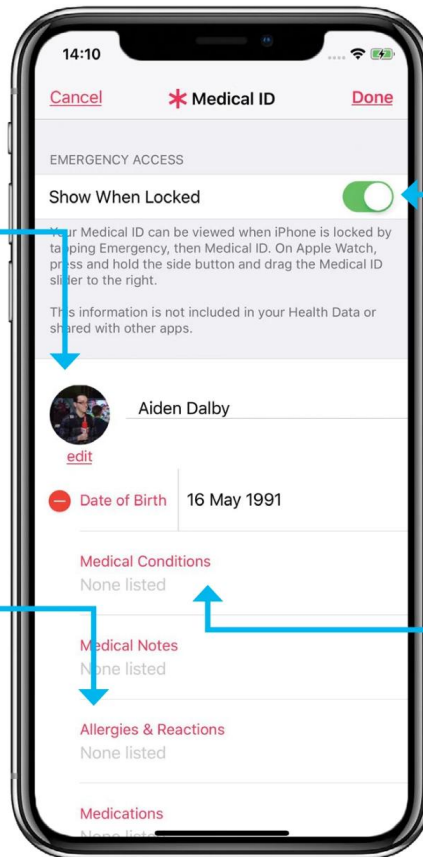 14:10
Cancel
Medical ID
Done
EMERGENCY ACCESS
Show When Locked
Your Medical ID can be viewed when iPhone is locked by
tapping Emergency, then Medical ID. On Apple Watch,
press and hold the side button and drag the Medical ID
slider to the right.
This information is not included in your Health Data or
shared with other apps.
Aiden Dalby
edit
Date of Birth
16 May 1991
Medical Conditions
None listed
Medical Notes
None listed
Allergies & Reactions
None listed
Medications
None listed